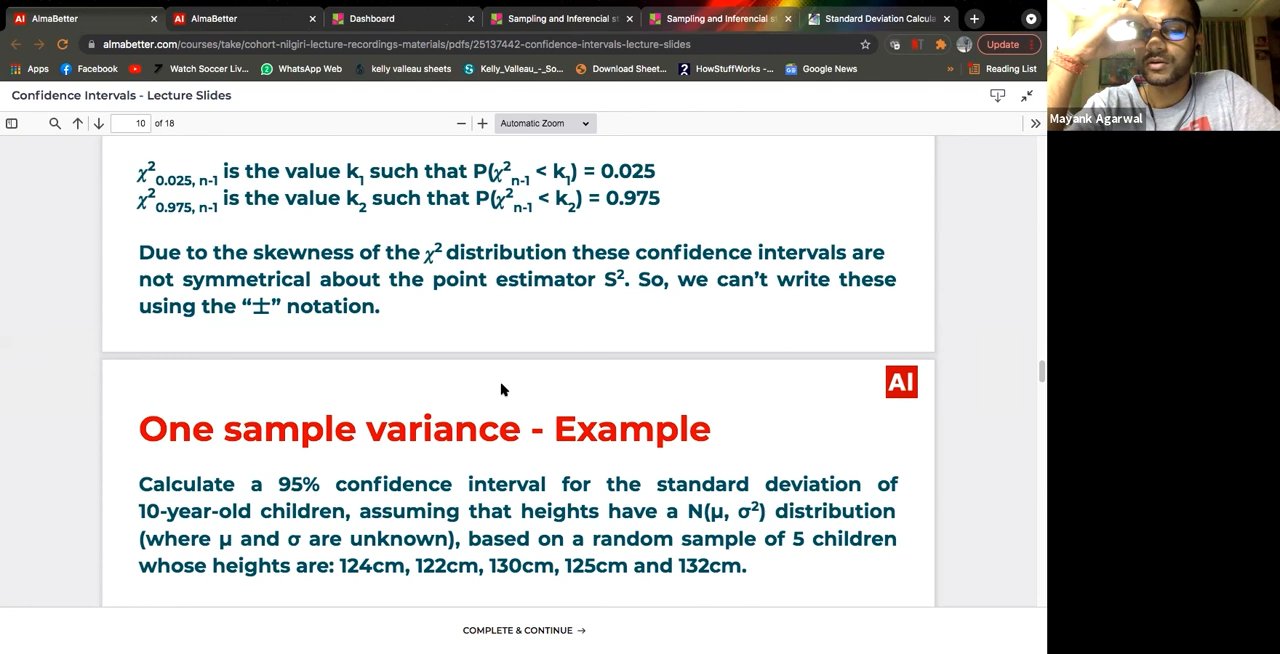 AI AlmaBetter
AI AlmaBetter
Dashboard
Sampling and Inferencial s
Sampling and Inferencial s
Standard Deviation Calcula
almabetter.com/courses/take/cohort-nilgiri-lecture-recordings-materials/pdfs/25137442-confidence-intervals-lecture-slides
Update
Apps Facebook Watch Soccer Liv... WhatsApp Web kelly valleau sheets Kelly_Valleau_-_So... Download Sheet... HowStuffWorks -... Google News » Reading List
Confidence Intervals - Lecture Slides
10 of 18
Automatic Zoom
χ²0.025, n-1 is the value k1 such that P(χ²n-1 < k1) = 0.025
χ²0.975, n-1 is the value k2 such that P(χ²n-1 < k2) = 0.975
Due to the skewness of the χ² distribution these confidence intervals are
not symmetrical about the point estimator S². So, we can't write these
using the “±” notation.
AI
One sample variance - Example
Calculate a 95% confidence interval for the standard deviation of
10-year-old children, assuming that heights have a N(μ, σ²) distribution
(where μ and σ are unknown), based on a random sample of 5 children
whose heights are: 124cm, 122cm, 130cm, 125cm and 132cm.
COMPLETE & CONTINUE →
Mayank Agarwal